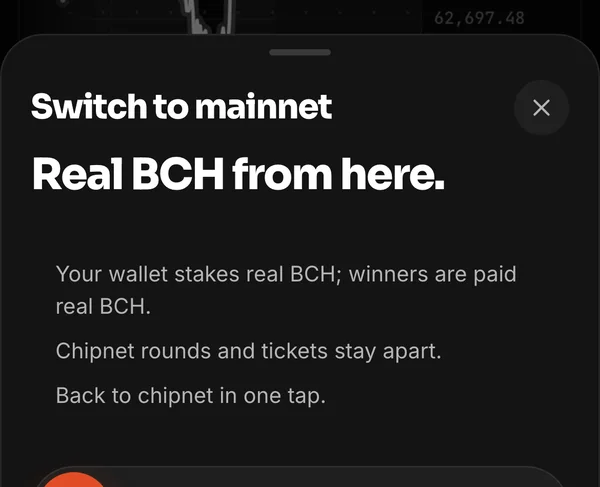 62,697.48
Switch to mainnet
Real BCH from here.
Your wallet stakes real BCH; winners are paid
real BCH.
Chipnet rounds and tickets stay apart.
Back to chipnet in one tap.